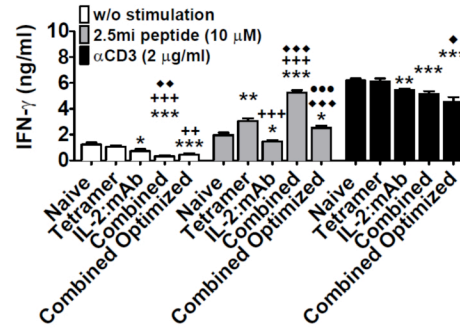 w/o stimulation
2.5mi peptide (10 μM)
αCD3 (2 μg/ml)
IFN-γ (ng/ml)
10
8
6
4
2
0
◆◆
+++
***
*
++
***
**
+++
*
◆◆◆
+++
***
●●●
◆◆◆
*
**
***
◆
***
Naive
Tetramer
IL-2:mAb
Combined
Combined Optimized
Naive
Tetramer
IL-2:mAb
Combined
Combined Optimized
Naive
Tetramer
IL-2:mAb
Combined
Combined Optimized